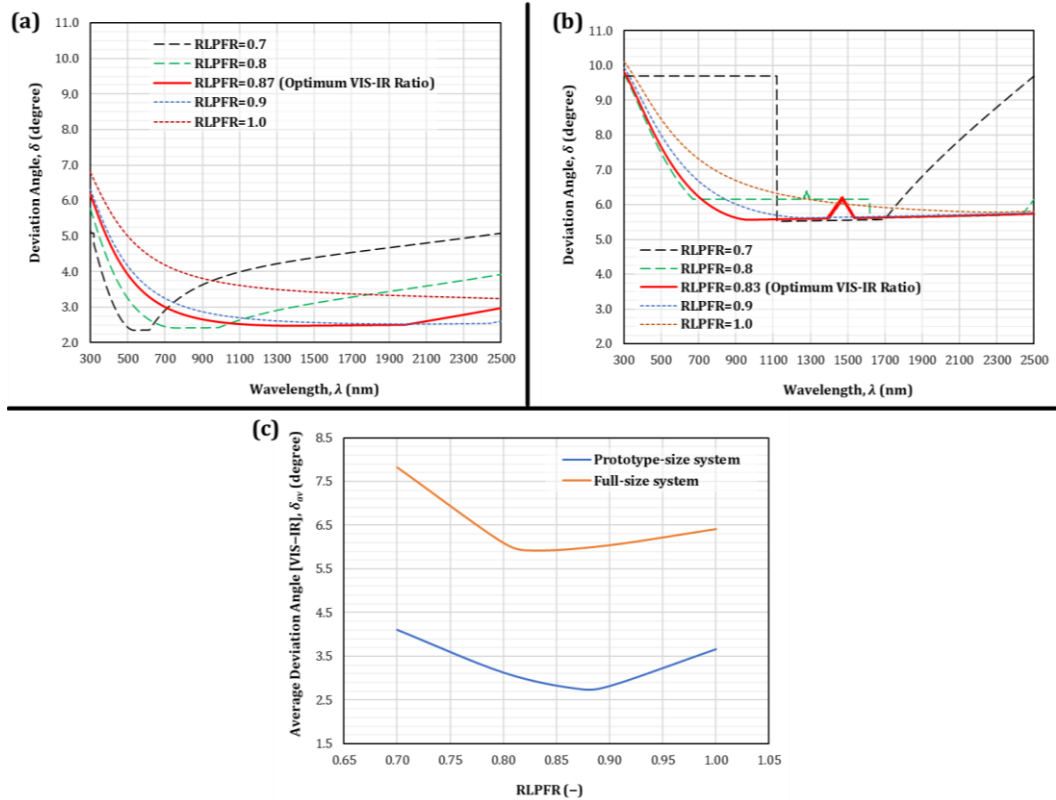 (a)
11.0
10.0
9.0
8.0
7.0
6.0
5.0
4.0
3.0
2.0
Deviation Angle, δ (degree)
RLPFR=0.7
RLPFR=0.8
RLPFR=0.87 (Optimum VIS-IR Ratio)
RLPFR=0.9
RLPFR=1.0
300 500 700 900 1100 1300 1500 1700 1900 2100 2300 2500
Wavelength, λ (nm)
(b)
11.0
10.0
9.0
8.0
7.0
6.0
5.0
4.0
3.0
2.0
Deviation Angle, δ (degree)
RLPFR=0.7
RLPFR=0.8
RLPFR=0.83 (Optimum VIS-IR Ratio)
RLPFR=0.9
RLPFR=1.0
300 500 700 900 1100 1300 1500 1700 1900 2100 2300 2500
Wavelength, λ (nm)
(c)
8.5
7.5
6.5
5.5
4.5
3.5
2.5
1.5
Average Deviation Angle [VIS–IR], δav (degree)
Prototype-size system
Full-size system
0.65 0.70 0.75 0.80 0.85 0.90 0.95 1.00 1.05
RLPFR (–)